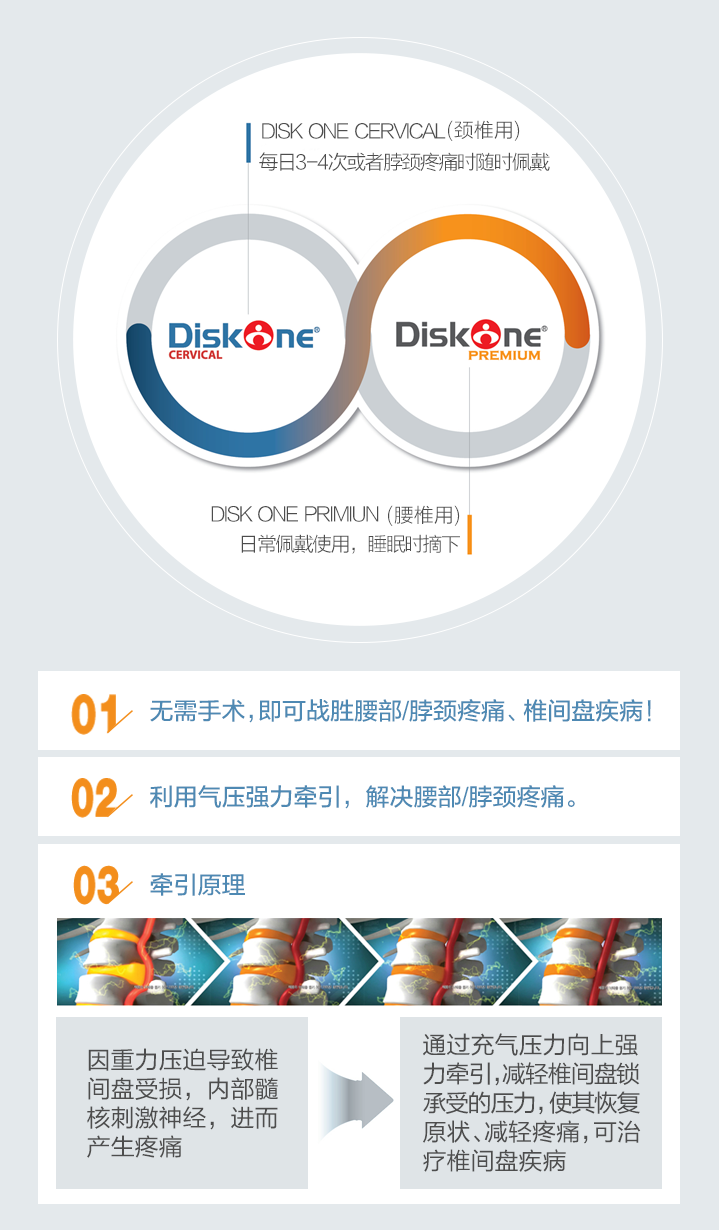 DISK ONE CERVICAL(颈椎用)
每日3-4次或者脖颈疼痛时随时佩戴
DiskOne®
CERVICAL
DiskOne®
PREMIUM
DISK ONE PRIMIUN (腰椎用)
日常佩戴使用，睡眠时摘下
01 无需手术，即可战胜腰部/脖颈疼痛、椎间盘疾病！
02 利用气压强力牵引，解决腰部/脖颈疼痛。
03 牵引原理
因重力压迫导致椎
间盘受损，内部髓
核刺激神经，进而
产生疼痛
通过充气压力向上强
力牵引，减轻椎间盘锁
承受的压力，使其恢复
原状、减轻疼痛，可治
疗椎间盘疾病